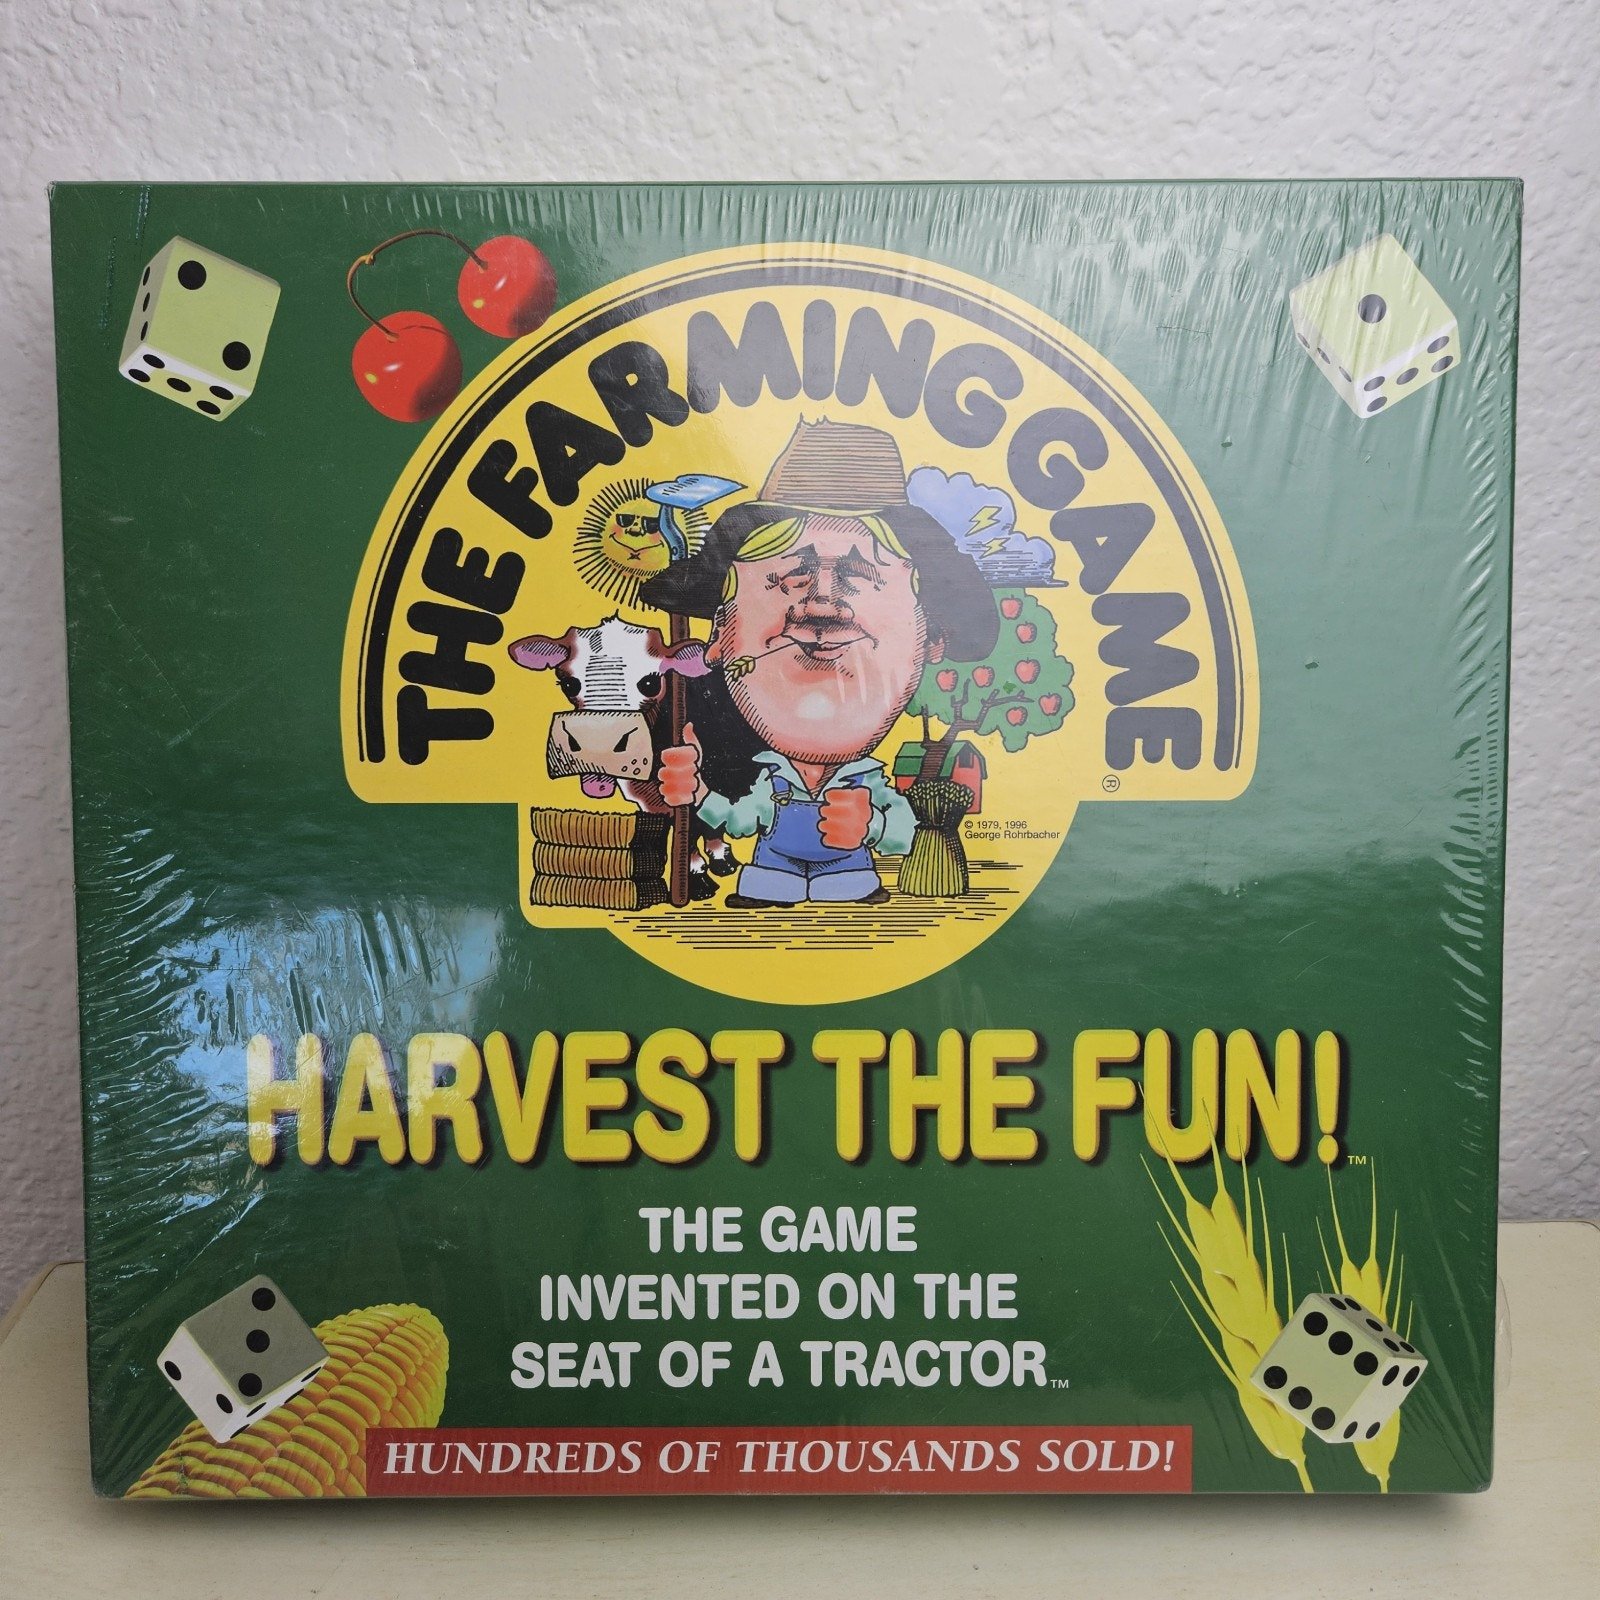 THE FARMING GAME ®
© 1979, 1996
George Rohrbacher
HARVEST THE FUN! ™
THE GAME
INVENTED ON THE
SEAT OF A TRACTOR ™
HUNDREDS OF THOUSANDS SOLD!